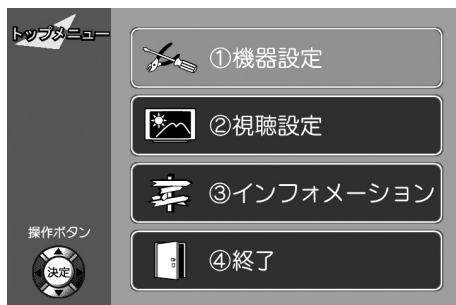 トップメニュー
①機器設定
②視聴設定
③インフォメーション
④終了
操作ボタン
決定